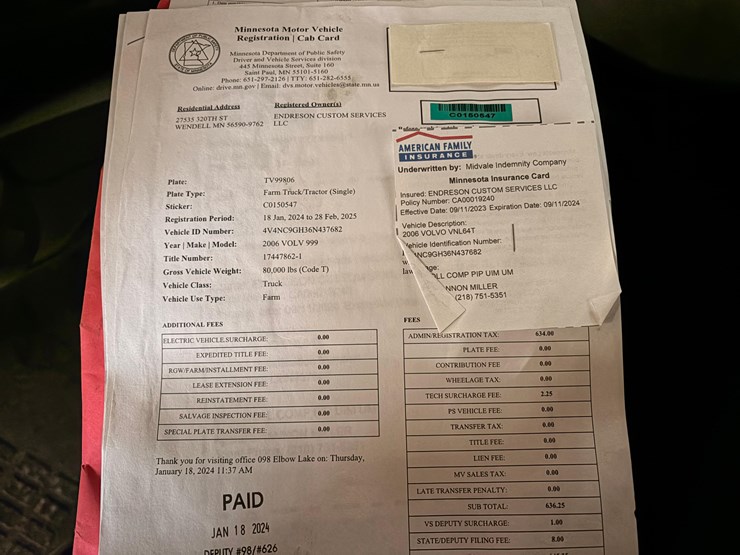 Minnesota Motor Vehicle
Registration | Cab Card
Minnesota Department of Public Safety
Driver and Vehicle Services division
445 Minnesota Street, Suite 160
Saint Paul, MN 55101-5160
Phone: 651-297-2126 | TTY: 651-282-6555
Online: drive.mn.gov | Email: dvs.motor.vehicles@state.mn.us
Residential Address
27535 320TH ST
WENDELL MN 56590-9762
Registered Owner(s)
ENDRESON CUSTOM SERVICES
LLC
C0150547
Plate: TV99806
Plate Type: Farm Truck/Tractor (Single)
Sticker: C0150547
Registration Period: 18 Jan, 2024 to 28 Feb, 2025
Vehicle ID Number: 4V4NC9GH36N437682
Year | Make | Model: 2006 VOLV 999
Title Number: 17447862-1
Gross Vehicle Weight: 80,000 lbs (Code T)
Vehicle Class: Truck
Vehicle Use Type: Farm
AMERICAN FAMILY
INSURANCE
Underwritten by: Midvale Indemnity Company
Minnesota Insurance Card
Insured: ENDRESON CUSTOM SERVICES LLC
Policy Number: CA00019240
Effective Date: 09/11/2023 Expiration Date: 09/11/2024
Vehicle Description:
2006 VOLVO VNL64T
Vehicle Identification Number:
NC9GH36N437682
law
COMP PIP UIM UM
NNON MILLER
(218) 751-5351
ADDITIONAL FEES
ELECTRIC VEHICLE SURCHARGE: 0.00
EXPEDITED TITLE FEE: 0.00
RGW/FARM/INSTALLMENT FEE: 0.00
LEASE EXTENSION FEE: 0.00
REINSTATEMENT FEE: 0.00
SALVAGE INSPECTION FEE: 0.00
SPECIAL PLATE TRANSFER FEE: 0.00
FEES
ADMIN/REGISTRATION TAX: 634.00
PLATE FEE: 0.00
CONTRIBUTION FEE: 0.00
WHEELAGE TAX: 0.00
TECH SURCHARGE FEE: 2.25
PS VEHICLE FEE: 0.00
TRANSFER TAX: 0.00
TITLE FEE: 0.00
LIEN FEE: 0.00
MV SALES TAX: 0.00
LATE TRANSFER PENALTY: 0.00
SUB TOTAL: 636.25
VS DEPUTY SURCHARGE: 1.00
STATE/DEPUTY FILING FEE: 8.00
Thank you for visiting office 098 Elbow Lake on: Thursday,
January 18, 2024 11:37 AM
PAID
JAN 18 2024
DEPUTY #98/#626